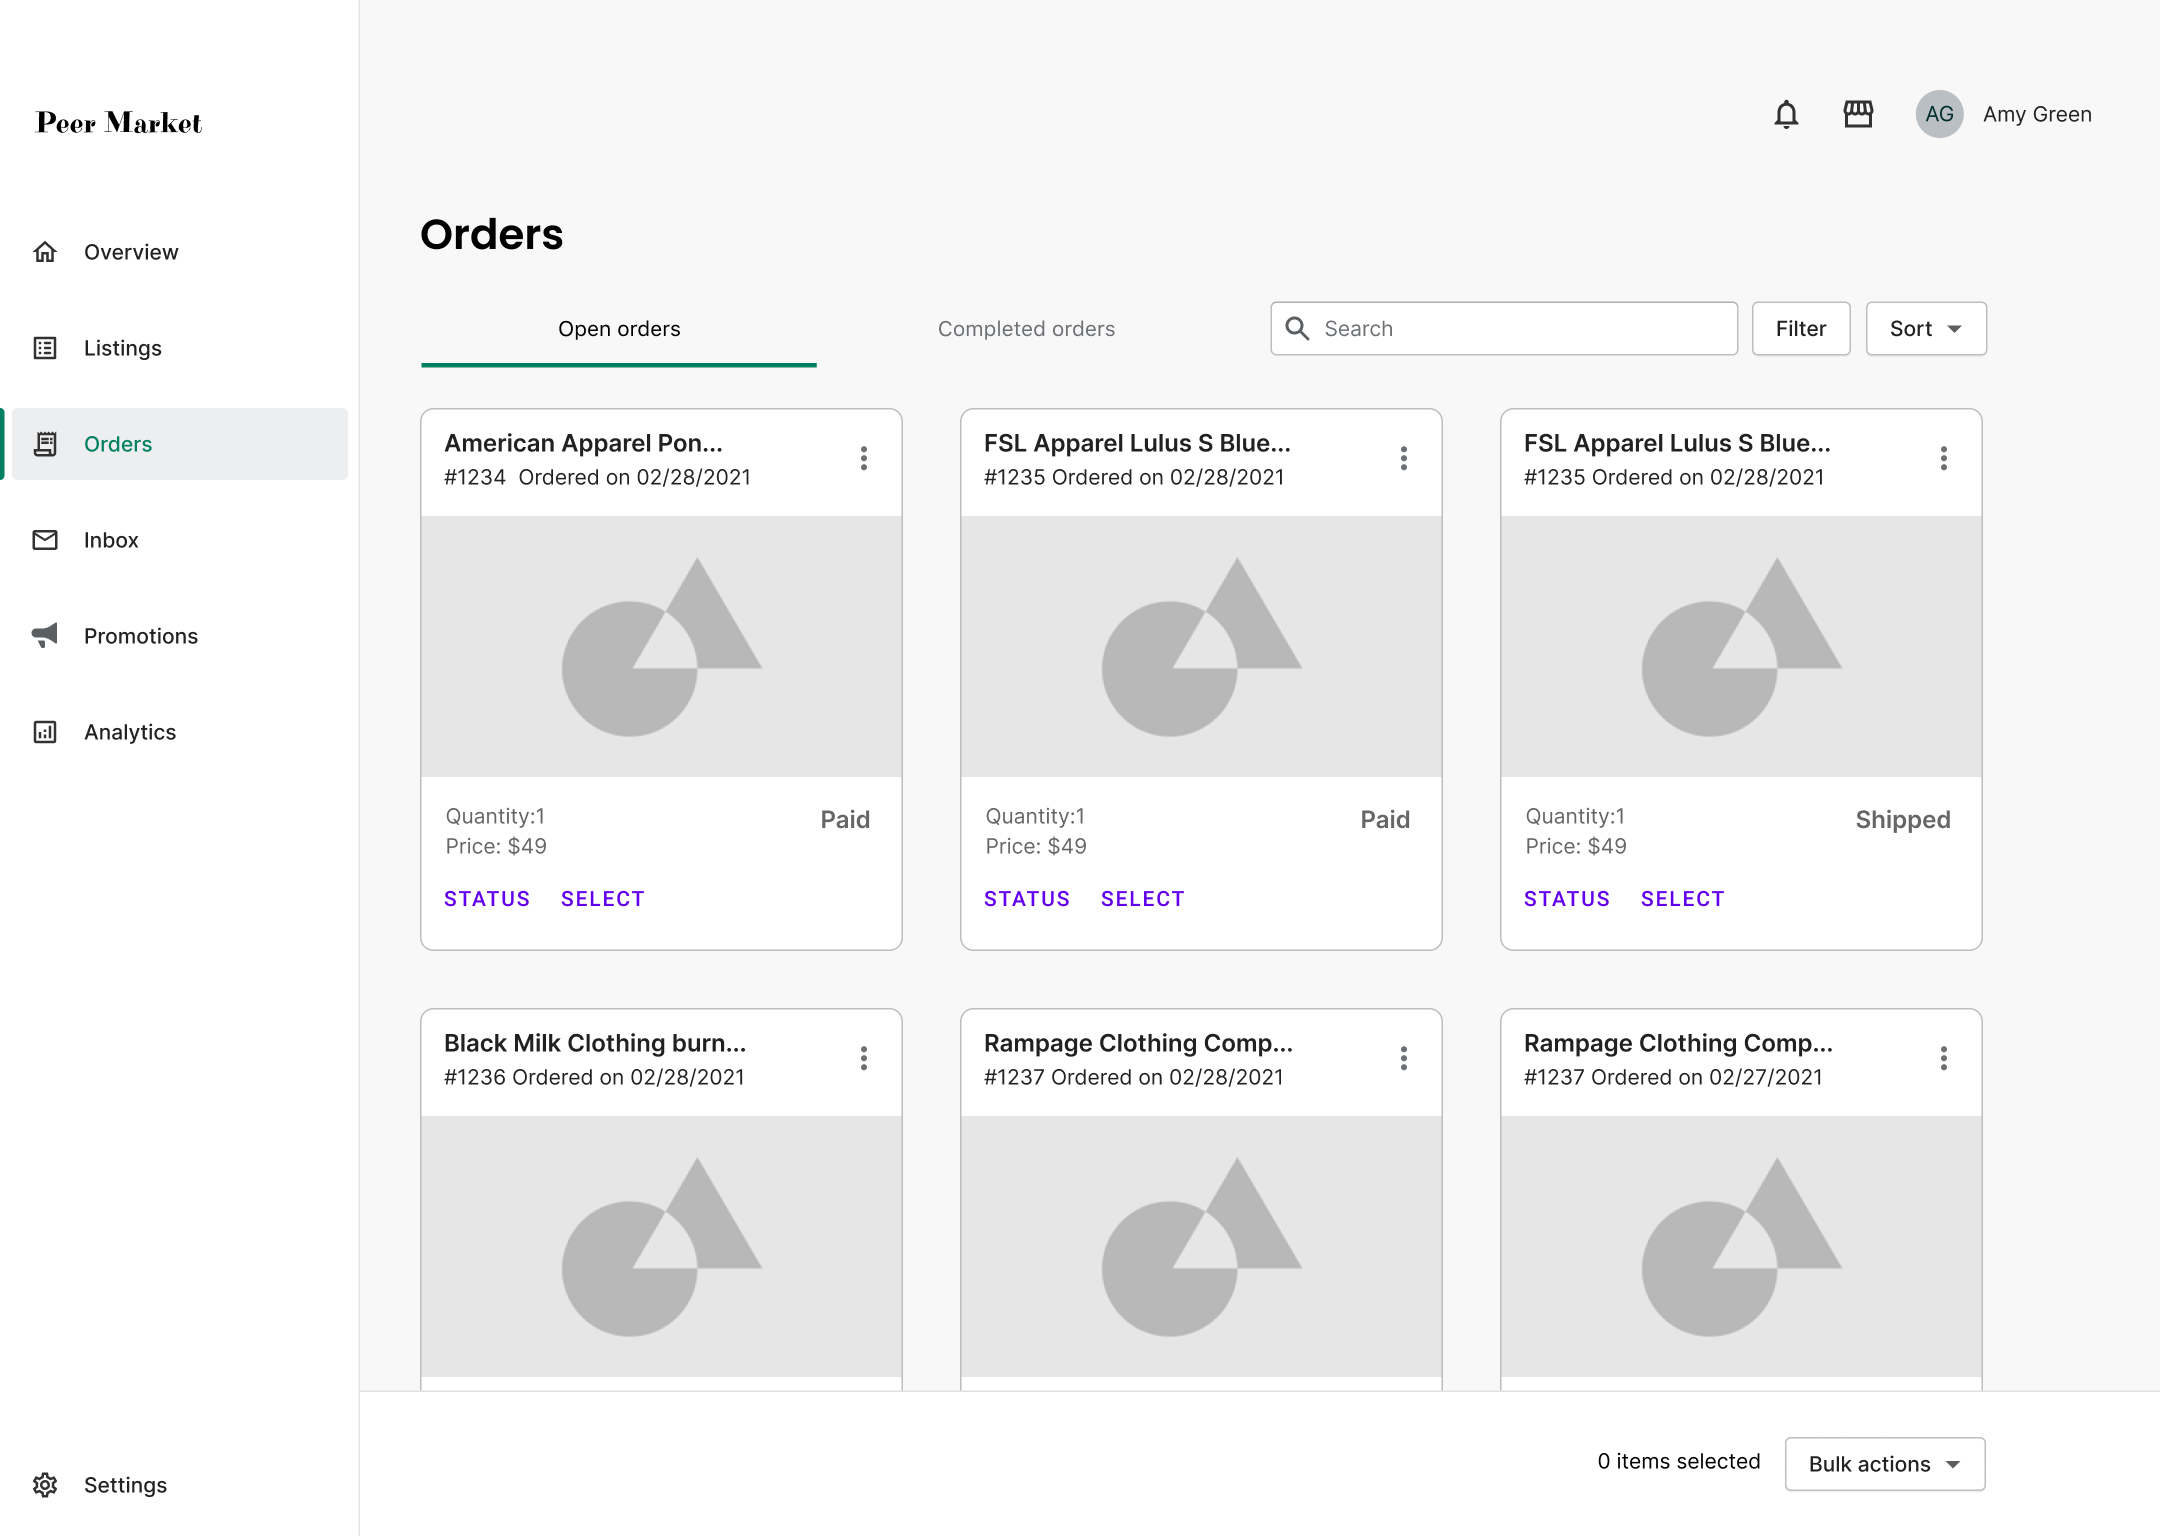 Peer Market
AG Amy Green
Overview
Listings
Orders
Inbox
Promotions
Analytics
Settings
Orders
Open orders
Completed orders
Search
Filter
Sort
American Apparel Pon...
#1234  Ordered on 02/28/2021
Quantity:1
Price: $49
Paid
STATUS SELECT
FSL Apparel Lulus S Blue...
#1235 Ordered on 02/28/2021
Quantity:1
Price: $49
Paid
STATUS SELECT
FSL Apparel Lulus S Blue...
#1235 Ordered on 02/28/2021
Quantity:1
Price: $49
Shipped
STATUS SELECT
Black Milk Clothing burn...
#1236 Ordered on 02/28/2021
Rampage Clothing Comp...
#1237 Ordered on 02/28/2021
Rampage Clothing Comp...
#1237 Ordered on 02/27/2021
0 items selected
Bulk actions